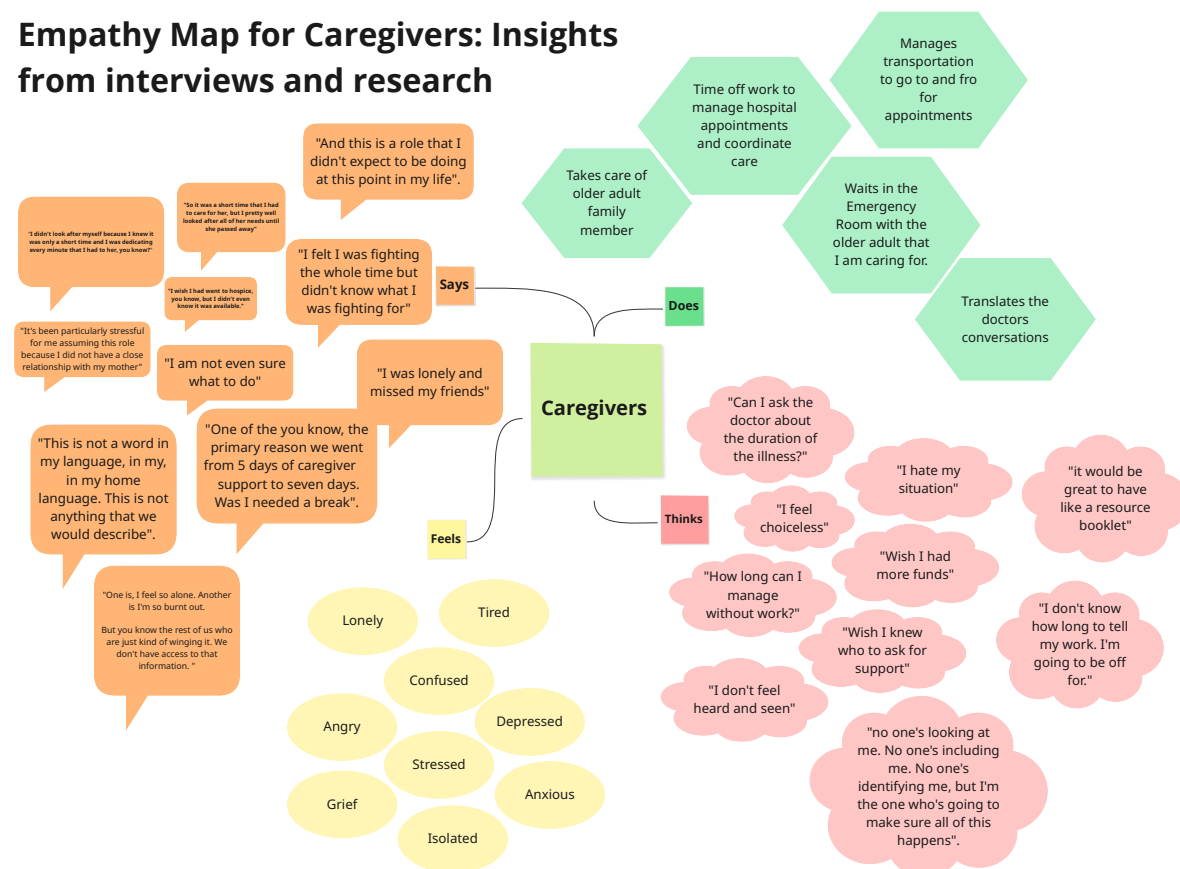 Empathy Map for Caregivers: Insights
from interviews and research
"And this is a role that I
didn't expect to be doing
at this point in my life".
"So it was a short time that I had
to care for her, but I pretty well
looked after all of her needs until
she passed away"
"I didn't look after myself because I knew it
was only a short time and I was dedicating
every minute that I had to her, you know?"
"I felt I was fighting
the whole time but
didn't know what I
was fighting for"
"I wish I had went to hospice,
you know, but I didn't even
know it was available."
"It's been particularly stressful
for me assuming this role
because I did not have a close
relationship with my mother"
"I am not even sure
what to do"
"I was lonely and
missed my friends"
"One of the you know, the
primary reason we went
from 5 days of caregiver
support to seven days.
Was I needed a break".
"This is not a word in
my language, in my,
in my home
language. This is not
anything that we
would describe".
"One is, I feel so alone. Another
is I'm so burnt out.
But you know the rest of us who
are just kind of winging it. We
don't have access to that
information. "
Says
Does
Caregivers
Feels
Thinks
Manages
transportation
to go to and fro
for
appointments
Time off work to
manage hospital
appointments
and coordinate
care
Takes care of
older adult
family
member
Waits in the
Emergency
Room with the
older adult that
I am caring for.
Translates the
doctors
conversations
"Can I ask the
doctor about
the duration of
the illness?"
"I hate my
situation"
"it would be
great to have
like a resource
booklet"
"I feel
choiceless"
"Wish I had
more funds"
"How long can I
manage
without work?"
"I don't know
how long to tell
my work. I'm
going to be off
for."
"Wish I knew
who to ask for
support"
"I don't feel
heard and seen"
"no one's looking at
me. No one's including
me. No one's
identifying me, but I'm
the one who's going to
make sure all of this
happens".
Lonely
Tired
Confused
Angry
Depressed
Stressed
Grief
Anxious
Isolated